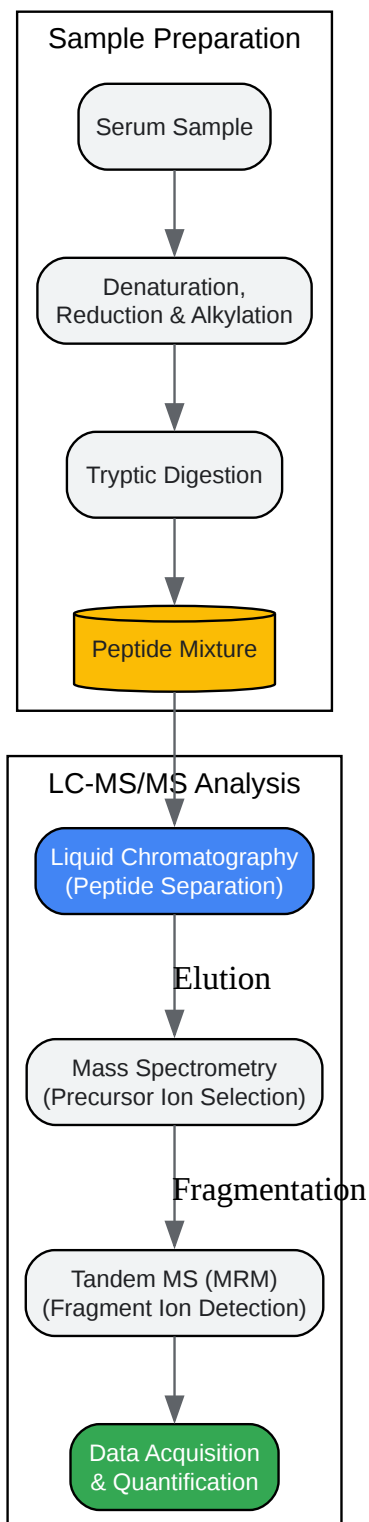 Sample Preparation
Serum Sample
Denaturation,
Reduction & Alkylation
Tryptic Digestion
Peptide Mixture
LC-MS/MS Analysis
Liquid Chromatography
(Peptide Separation)
Elution
Mass Spectrometry
(Precursor Ion Selection)
Fragmentation
Tandem MS (MRM)
(Fragment Ion Detection)
Data Acquisition
& Quantification